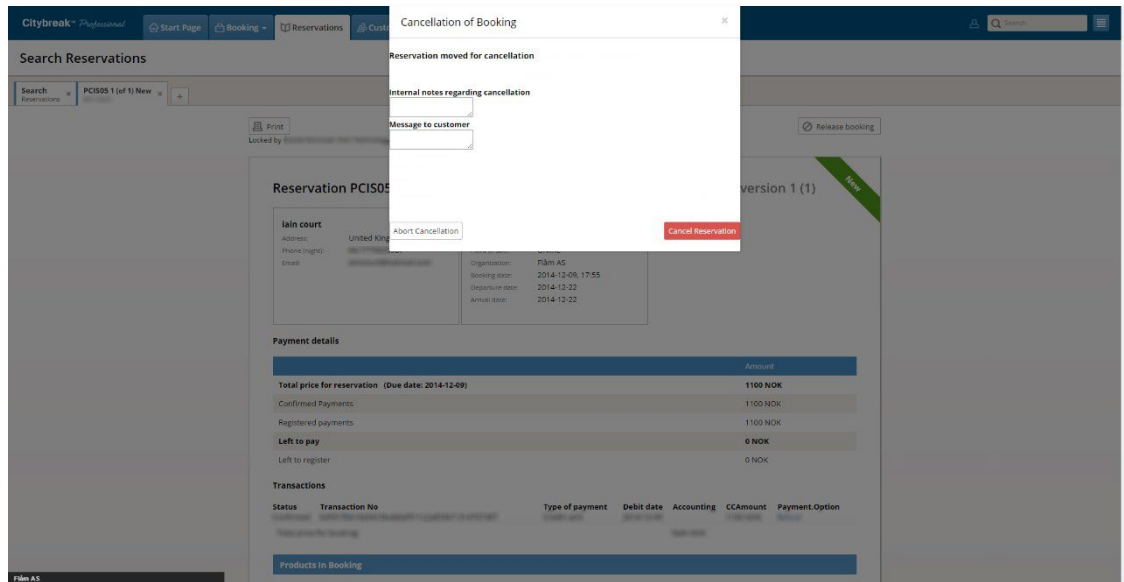 Citybreak™ Professional
Start Page
Booking
Reservations
Search
Search Reservations
Search
Reservations
PCIS05 1 (of 1) New
+
Cancellation of Booking
×
Reservation moved for cancellation
Internal notes regarding cancellation
Message to customer
Abort Cancellation
Cancel Reservation
Print
Locked by
Release booking
Reservation PCIS05
version 1 (1)
New
iain court
Address:
United King
Phone (night):
Email:
Organization:
Flåm AS
Booking date:
2014-12-09, 17:55
Departure date:
2014-12-22
Arrival date:
2014-12-22
Payment details
Amount
Total price for reservation (Due date: 2014-12-09) 1100 NOK
Confirmed Payments 1100 NOK
Registered payments 1100 NOK
Left to pay 0 NOK
Left to register 0 NOK
Transactions
Status Transaction No Type of payment Debit date Accounting CCAmount Payment.Option
Products In Booking
Flåm AS